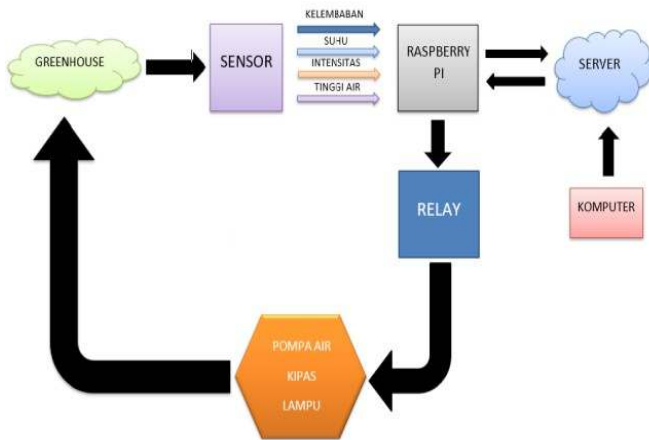 GREENHOUSE
SENSOR
KELEMBABAN
SUHU
INTENSITAS
TINGGI AIR
RASPBERRY
PI
SERVER
RELAY
KOMPUTER
POMPA AIR
KIPAS
LAMPU